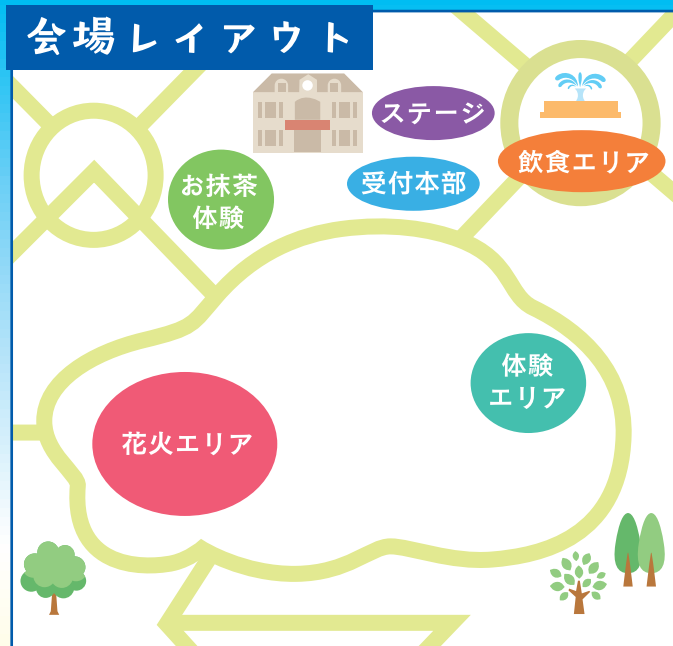 会場レイアウト
ステージ
飲食エリア
お抹茶
体験
受付本部
体験
エリア
花火エリア